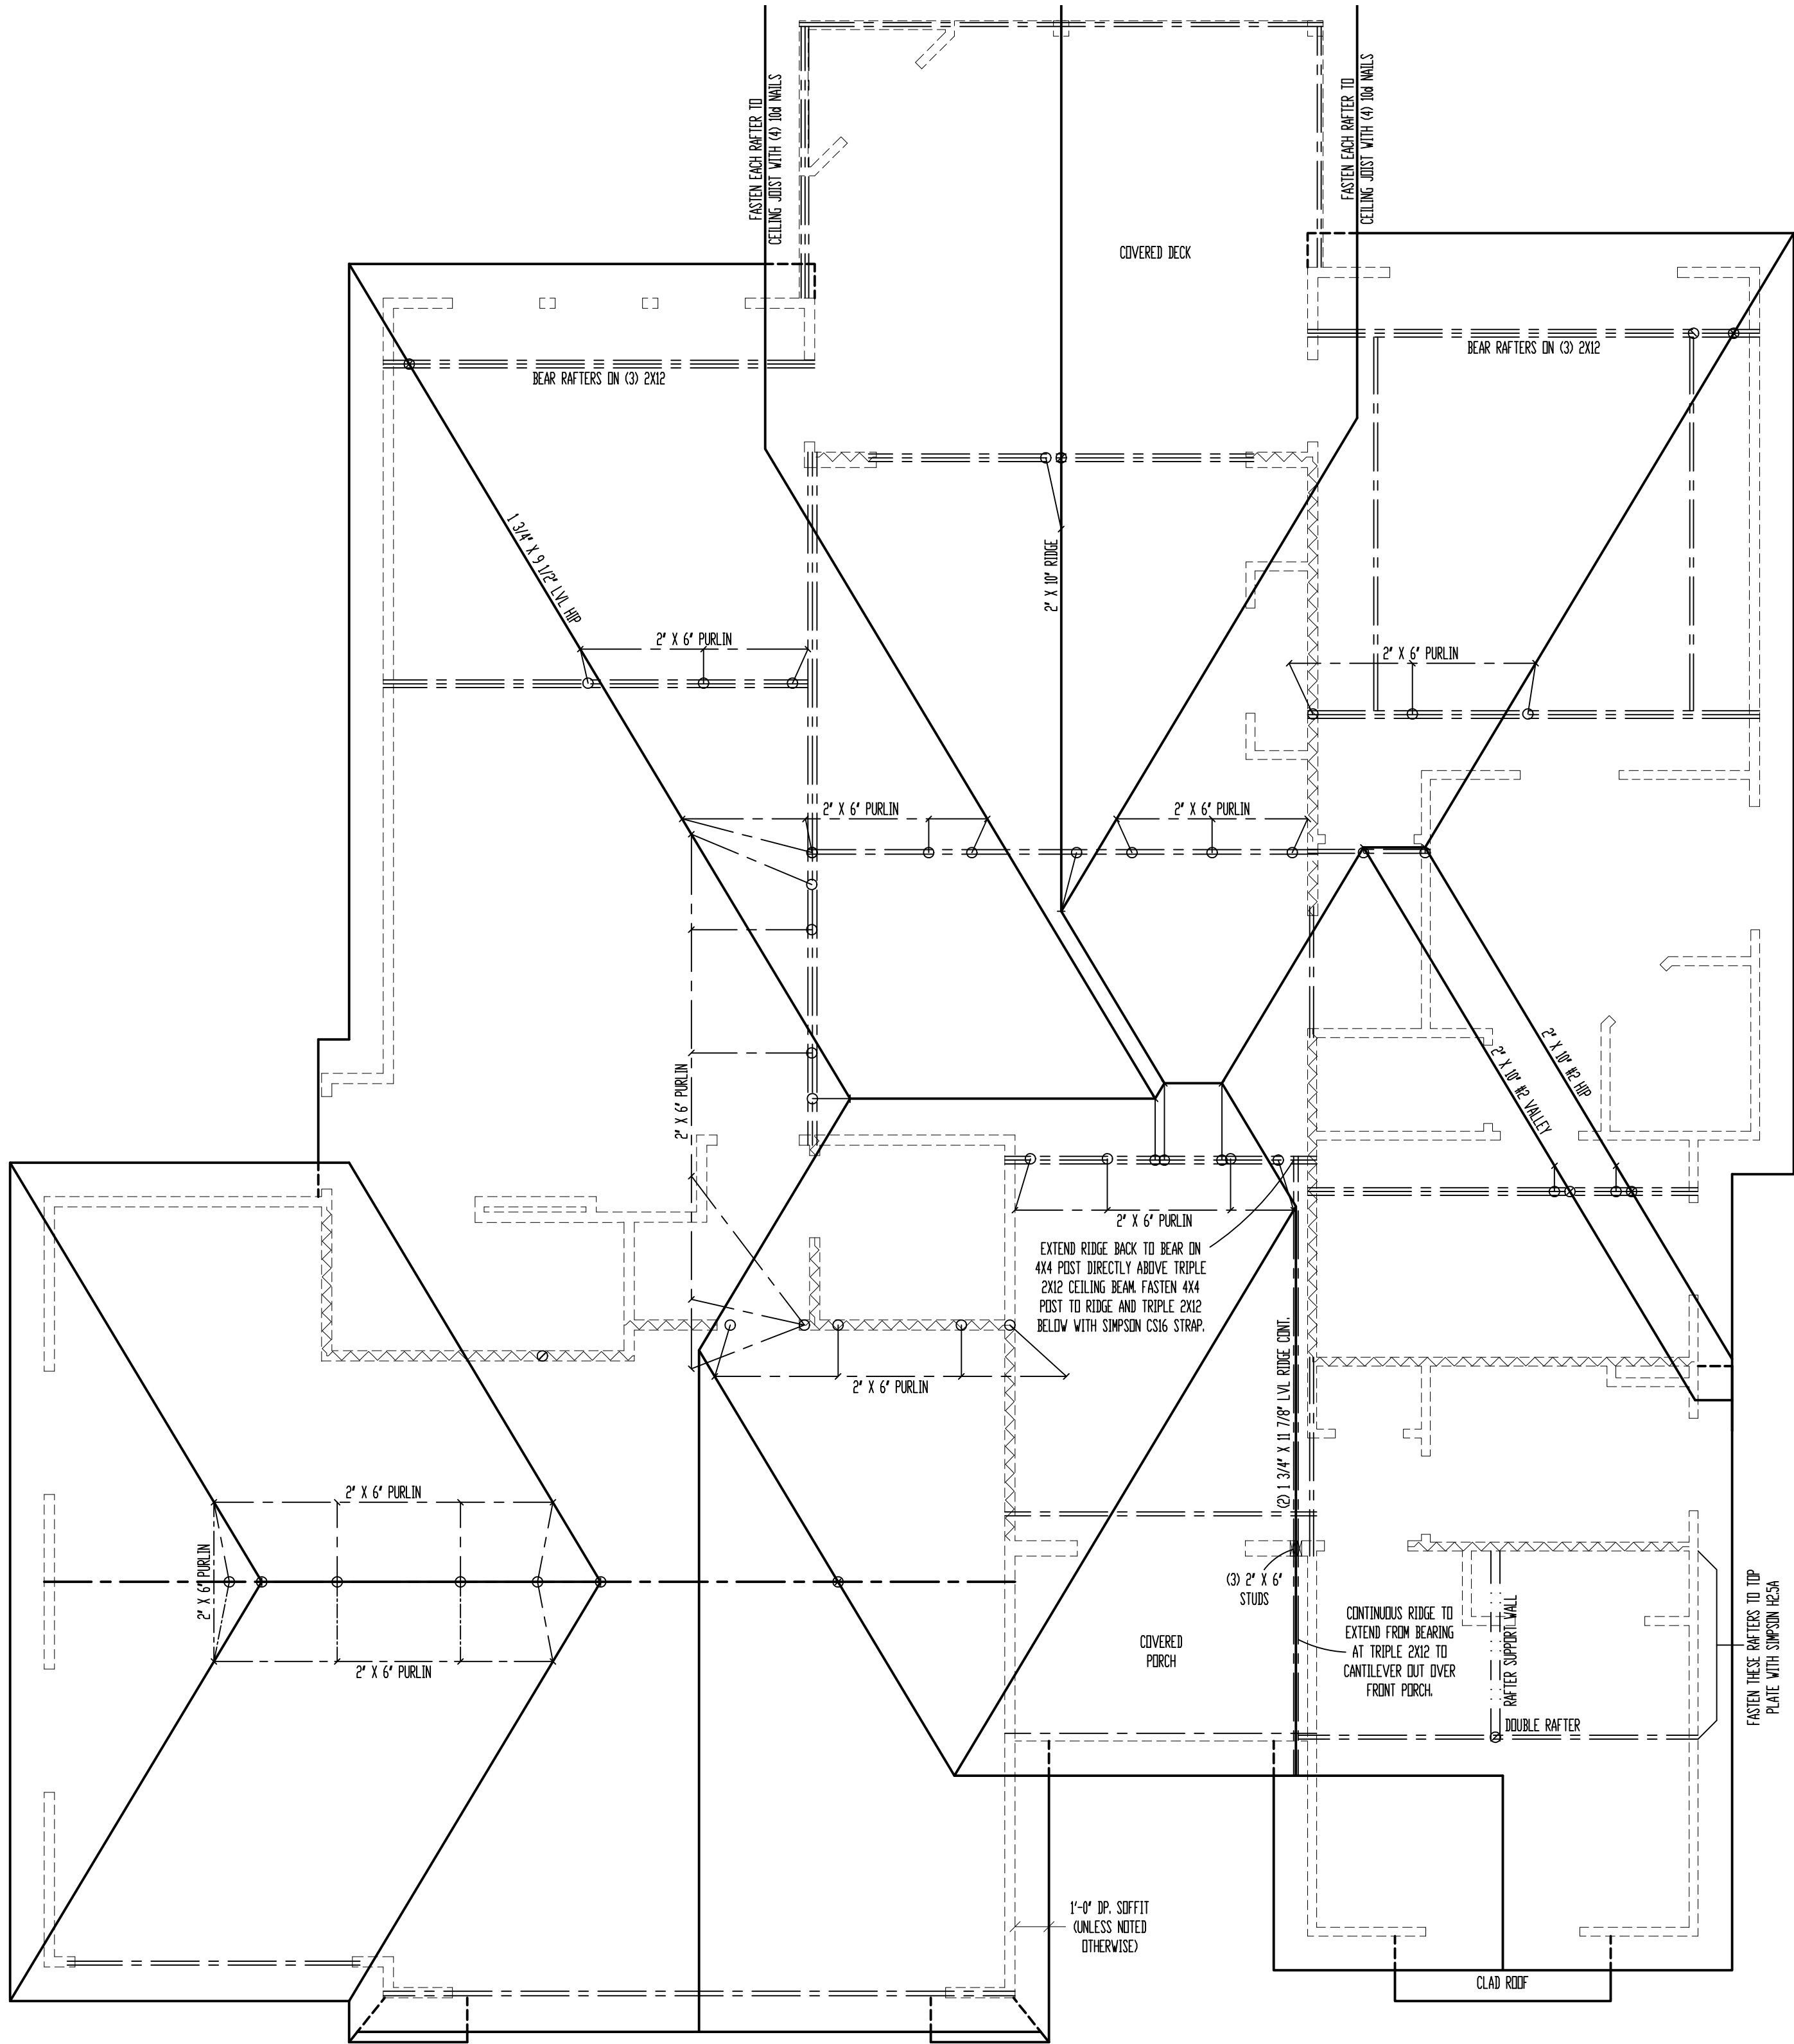 FASTEN EACH RAFTER TO
CEILING JOIST WITH (4) 10d NAILS
FASTEN EACH RAFTER TO
CEILING JOIST WITH (4) 10d NAILS
COVERED DECK
BEAR RAFTERS ON (3) 2X12
BEAR RAFTERS ON (3) 2X12
1 3/4" X 9 1/2" LVL HIP
2" X 10" RIDGE
2" X 6" PURLIN
2" X 6" PURLIN
2" X 6" PURLIN
2" X 6" PURLIN
2" X 6" PURLIN
2" X 10" #2 VALLEY
2" X 10" #2 HIP
2" X 6" PURLIN
EXTEND RIDGE BACK TO BEAR ON
4X4 POST DIRECTLY ABOVE TRIPLE
2X12 CEILING BEAM. FASTEN 4X4
POST TO RIDGE AND TRIPLE 2X12
BELOW WITH SIMPSON CS16 STRAP.
(2) 1 3/4" X 11 7/8" LVL RIDGE CONT.
2" X 6" PURLIN
2" X 6" PURLIN
2" X 6" PURLIN
2" X 6" PURLIN
(3) 2" X 6"
STUDS
COVERED
PORCH
CONTINUOUS RIDGE TO
EXTEND FROM BEARING
AT TRIPLE 2X12 TO
CANTILEVER OUT OVER
FRONT PORCH.
RAFTER SUPORT WALL
DOUBLE RAFTER
FASTEN THESE RAFTERS TO TOP
PLATE WITH SIMPSON H2.5A
1'-0" DP. SOFFIT
(UNLESS NOTED
OTHERWISE)
CLAD ROOF